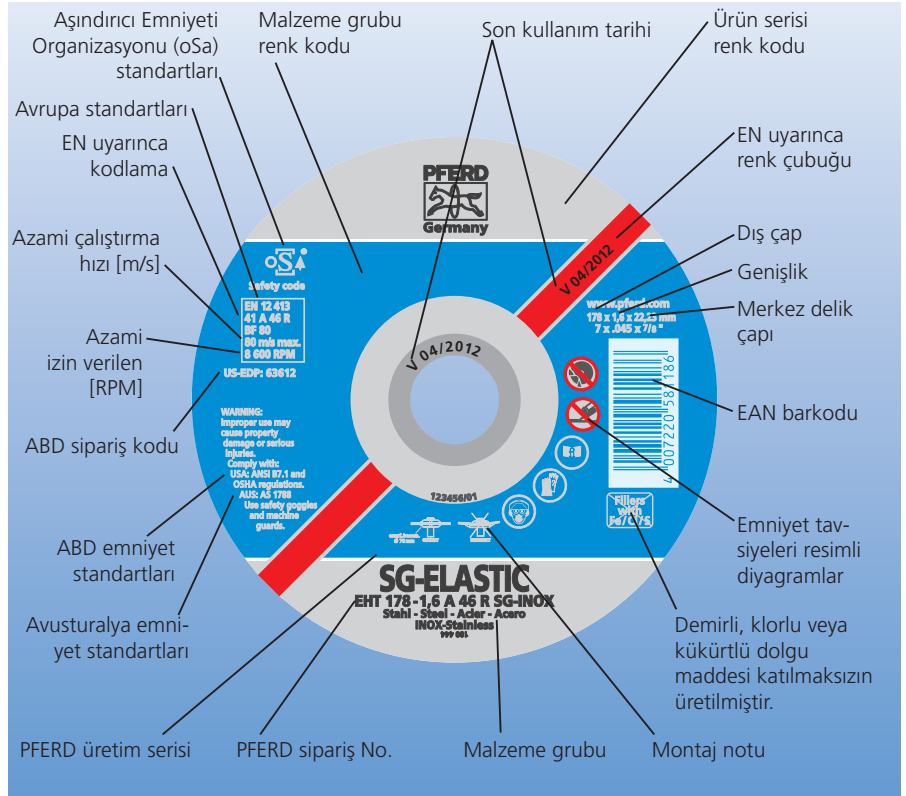 Aşındırıcı Emniyeti
Organizasyonu (oSa)
standartları
Malzeme grubu
renk kodu
Son kullanım tarihi
Ürün serisi
renk kodu
Avrupa standartları
EN uyarınca
kodlama
EN uyarınca
renk çubuğu
Azami çalıştırma
hızı [m/s]
Azami
izin verilen
[RPM]
ABD sipariş kodu
ABD emniyet
standartları
Avusturalya emni-
yet standartları
Dış çap
Genişlik
Merkez delik
çapı
EAN barkodu
Emniyet tav-
siyeleri resimli
diyagramlar
Demirli, klorlu veya
kükürtlü dolgu
maddesi katılmaksızın
üretilmiştir.
PFERD üretim serisi
PFERD sipariş No.
Malzeme grubu
Montaj notu
PFERD
Germany
oSa
Safety code
EN 12 413
41 A 46 R
BF 80
80 m/s max.
8 600 RPM
US-EDP: 63612
WARNING:
Improper use may
cause property
damage or serious
injuries.
Comply with:
USA: ANSI B7.1 and
OSHA regulations.
AUS: AS 1788
Use safety goggles
and machine
guards.
V 04/2012
V 04/2012
www.pferd.com
178 x 1,6 x 22,23 mm
7 x .045 x 7/8 "
4 007220 581186
Fillers
with
Fe/Cl/S
123456/01
SG-ELASTIC
EHT 178-1,6 A 46 R SG-INOX
Stahl - Steel - Acier - Acero
INOX-Stainless